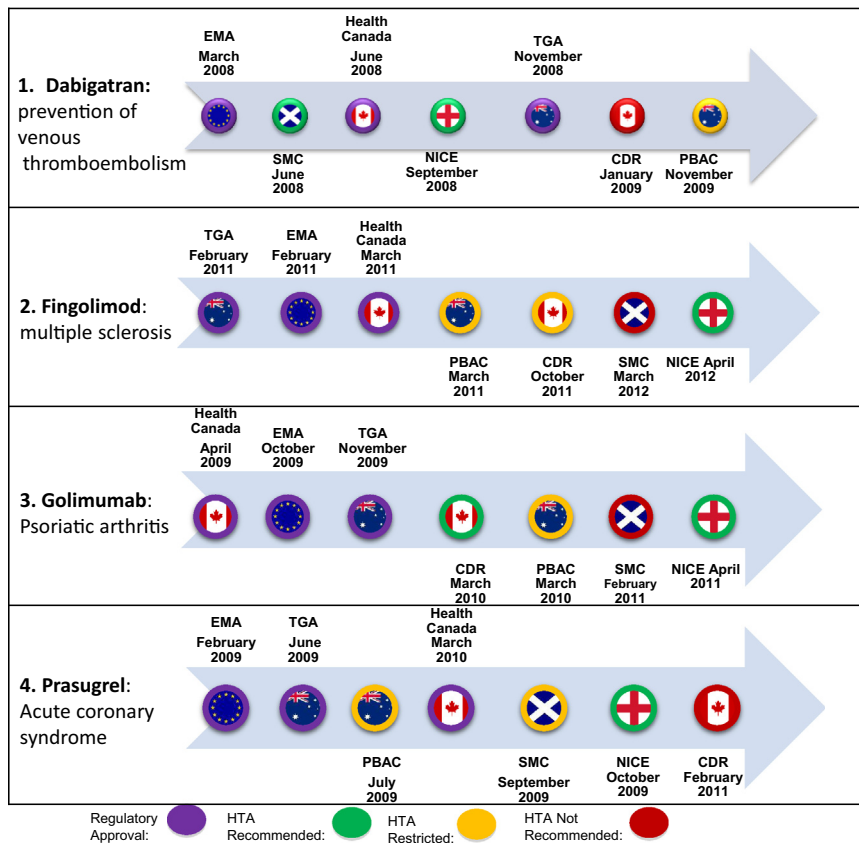 EMA
March
2008
Health
Canada
June
2008
TGA
November
2008
1. Dabigatran:
prevention of
venous
thromboembolism
SMC
June
2008
NICE
September
2008
CDR
January
2009
PBAC
November
2009
TGA
February
2011
EMA
February
2011
Health
Canada
March
2011
2. Fingolimod:
multiple sclerosis
PBAC
March
2011
CDR
October
2011
SMC
March
2012
NICE April
2012
Health
Canada
April
2009
EMA
October
2009
TGA
November
2009
3. Golimumab:
Psoriatic arthritis
CDR
March
2010
PBAC
March
2010
SMC
February
2011
NICE April
2011
EMA
February
2009
TGA
June
2009
Health
Canada
March
2010
4. Prasugrel:
Acute coronary
syndrome
PBAC
July
2009
SMC
September
2009
NICE
October
2009
CDR
February
2011
Regulatory
Approval:
HTA
Recommended:
HTA
Restricted:
HTA Not
Recommended: